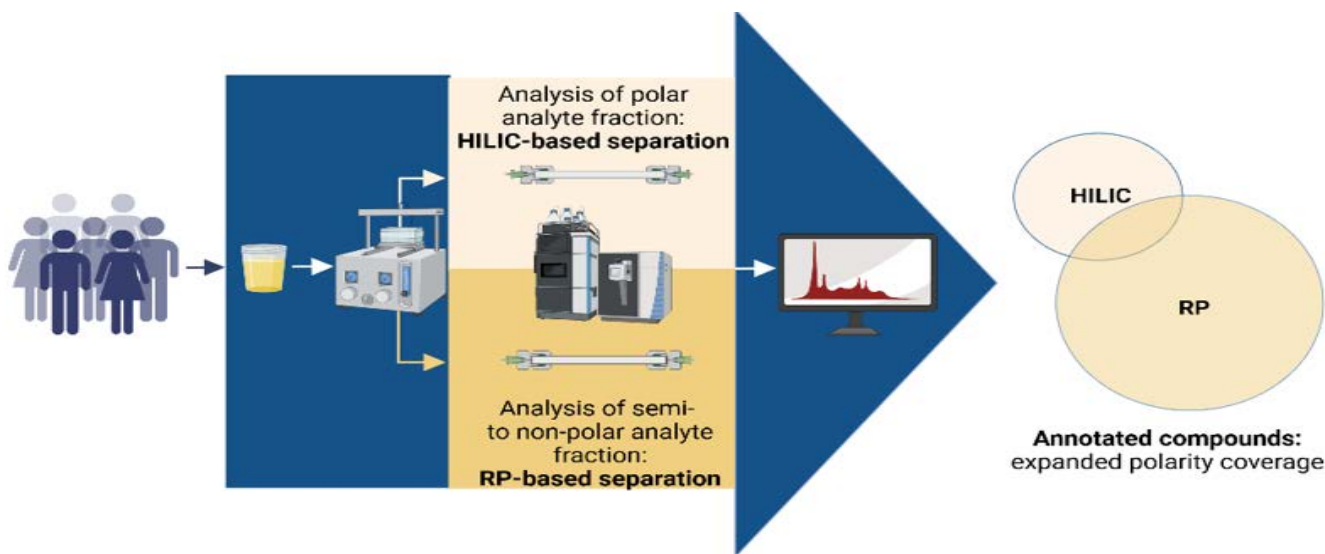 Analysis of polar
analyte fraction:
HILIC-based separation
Analysis of semi-
to non-polar analyte
fraction:
RP-based separation
HILIC
RP
Annotated compounds:
expanded polarity coverage